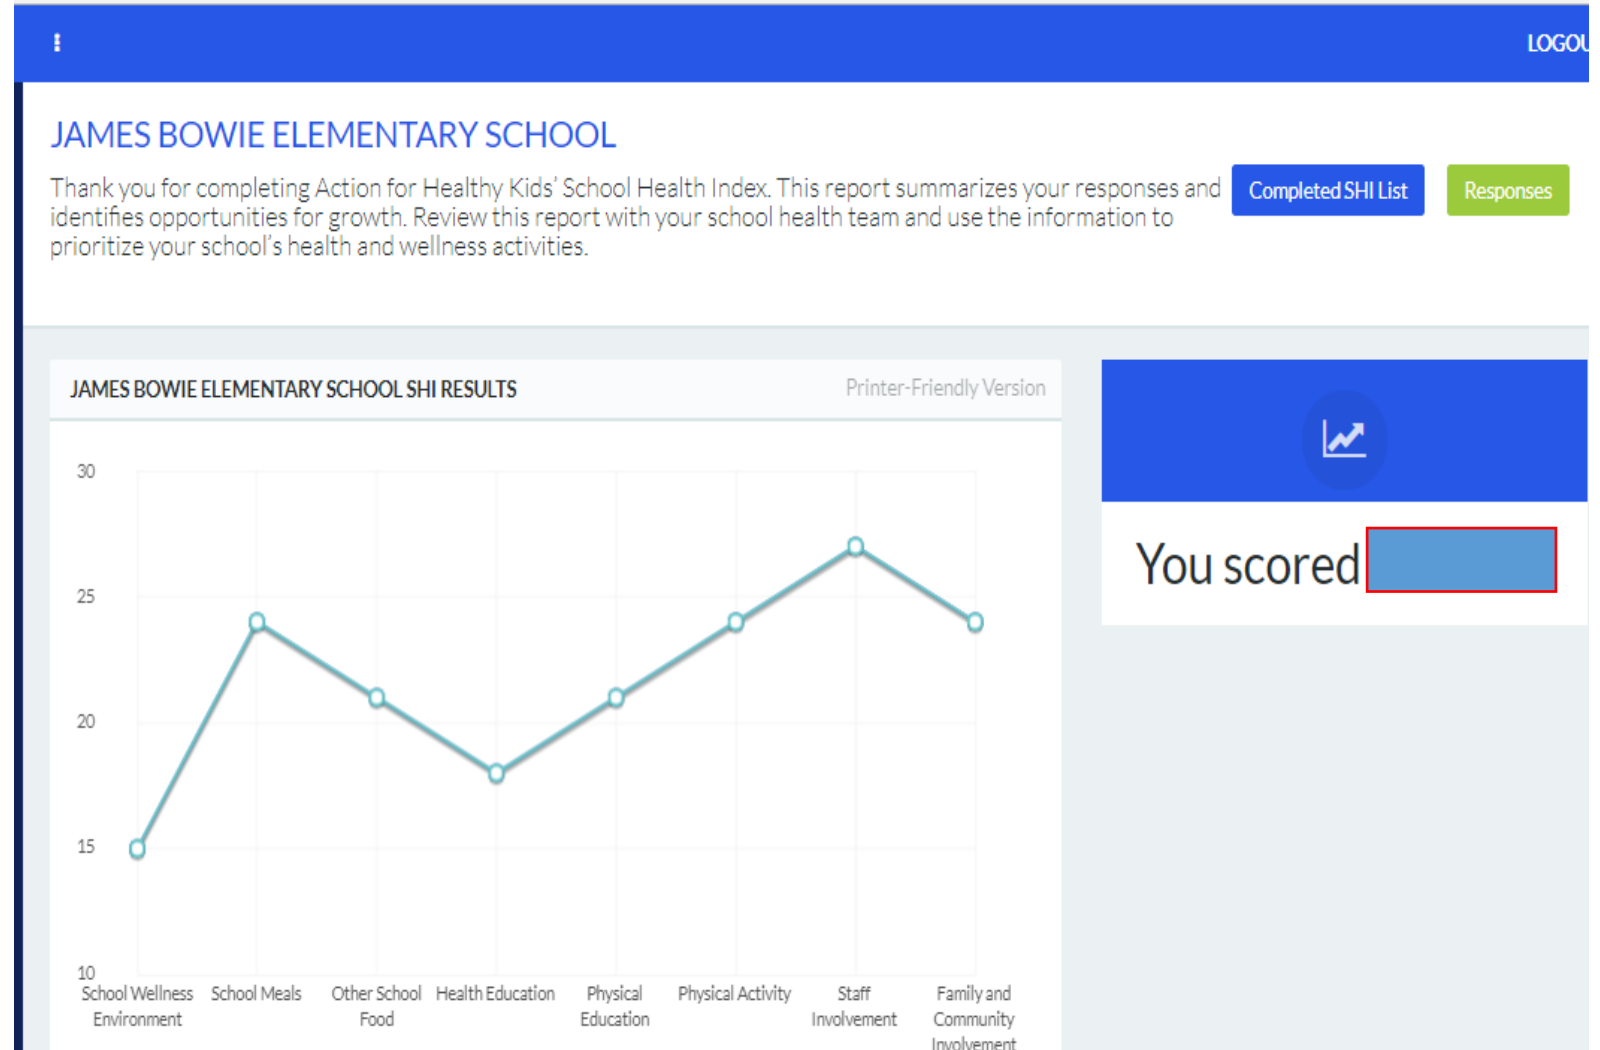 LOGOU
JAMES BOWIE ELEMENTARY SCHOOL
Thank you for completing Action for Healthy Kids’ School Health Index. This report summarizes your responses and
identifies opportunities for growth. Review this report with your school health team and use the information to
prioritize your school’s health and wellness activities.
Completed SHI List
Responses
JAMES BOWIE ELEMENTARY SCHOOL SHI RESULTS
Printer-Friendly Version
30
25
20
15
10
School Wellness
Environment
School Meals
Other School
Food
Health Education
Physical
Education
Physical Activity
Staff
Involvement
Family and
Community
Involvement
You scored